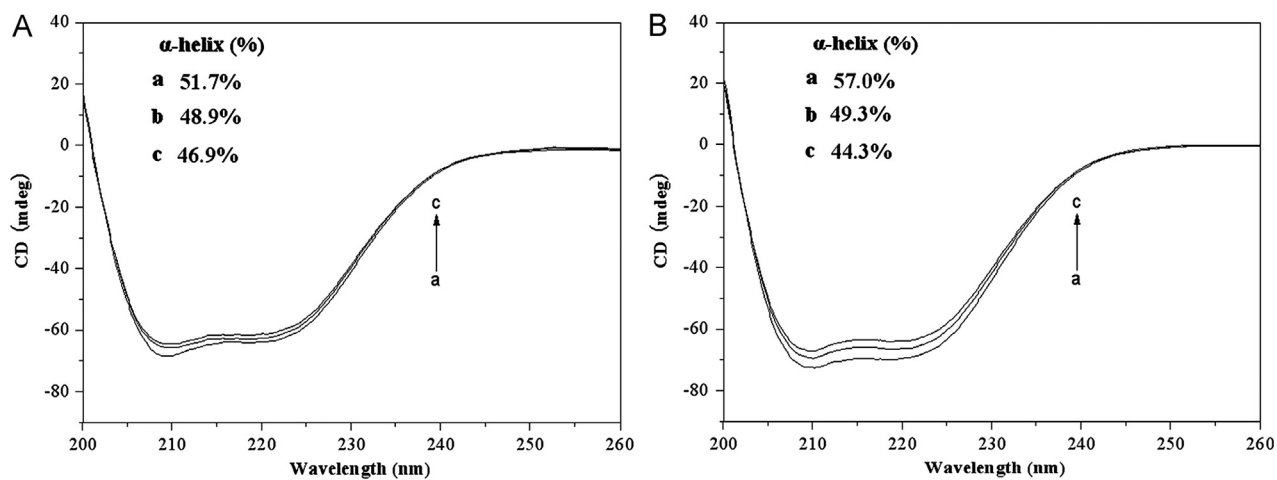 A
α-helix (%)
a 51.7%
b 48.9%
c 46.9%
40
20
0
-20
-40
-60
-80
CD (mdeg)
c
a
200 210 220 230 240 250 260
Wavelength (nm)
B
α-helix (%)
a 57.0%
b 49.3%
c 44.3%
40
20
0
-20
-40
-60
-80
CD (mdeg)
c
a
200 210 220 230 240 250 260
Wavelength (nm)